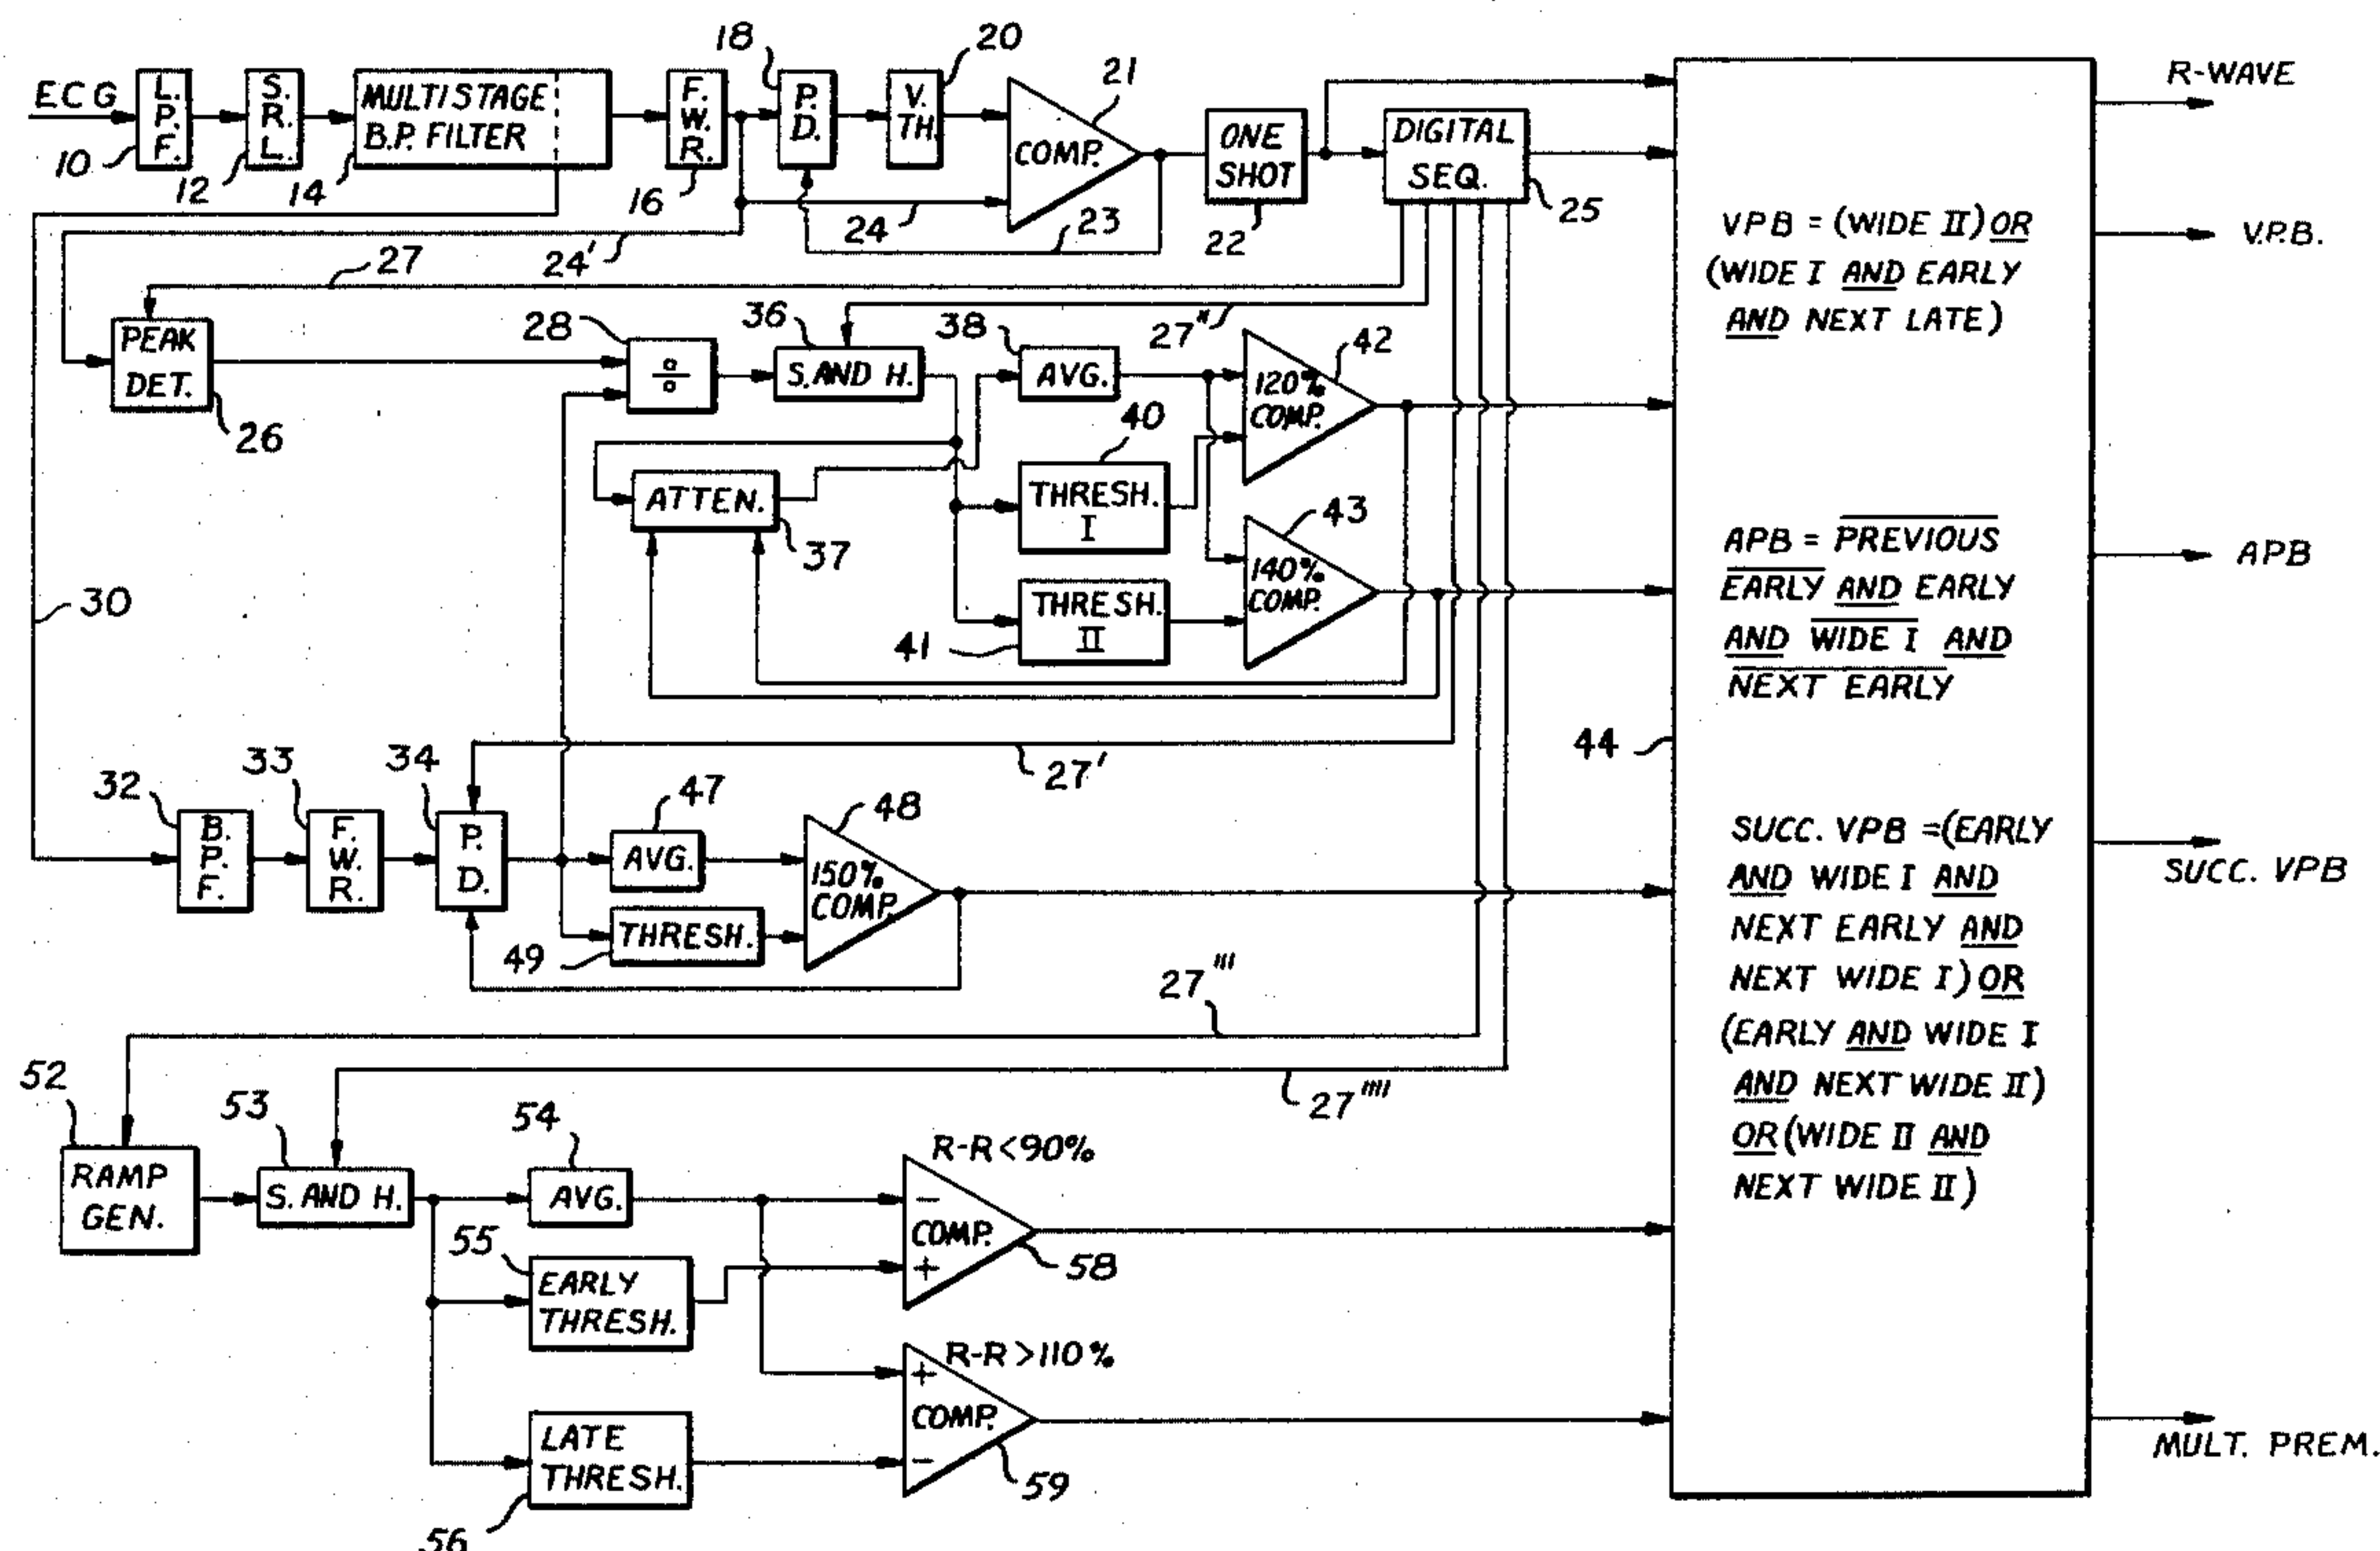 ECG
L.
P.
F.
10
S.
R.
L.
12
MULTISTAGE
B.P. FILTER
14
F.
W.
R.
16
18
P.
D.
20
V.
TH.
21
COMP.
ONE
SHOT
22
23
24
24'
DIGITAL
SEQ.
25
27
PEAK
DET.
26
28
÷
36
S. AND H.
38
AVG.
27"
42
120%
COMP.
40
THRESH.
I
ATTEN.
37
43
140%
COMP.
THRESH.
II
41
30
27'
32
B.
P.
F.
33
F.
W.
R.
34
P.
D.
47
AVG.
48
150%
COMP.
THRESH.
49
27'''
27''''
52
RAMP
GEN.
53
S. AND H.
54
AVG.
R-R<90%
-
COMP.
+
58
55
EARLY
THRESH.
R-R>110%
+
COMP.
-
59
LATE
THRESH.
56
44
VPB = (WIDE II) OR
(WIDE I AND EARLY
AND NEXT LATE)
APB = PREVIOUS
EARLY AND EARLY
AND WIDE I AND
NEXT EARLY
SUCC. VPB =(EARLY
AND WIDE I AND
NEXT EARLY AND
NEXT WIDE I) OR
(EARLY AND WIDE I
AND NEXT WIDE II)
OR (WIDE II AND
NEXT WIDE II)
R-WAVE
V.P.B.
APB
SUCC. VPB
MULT. PREM.